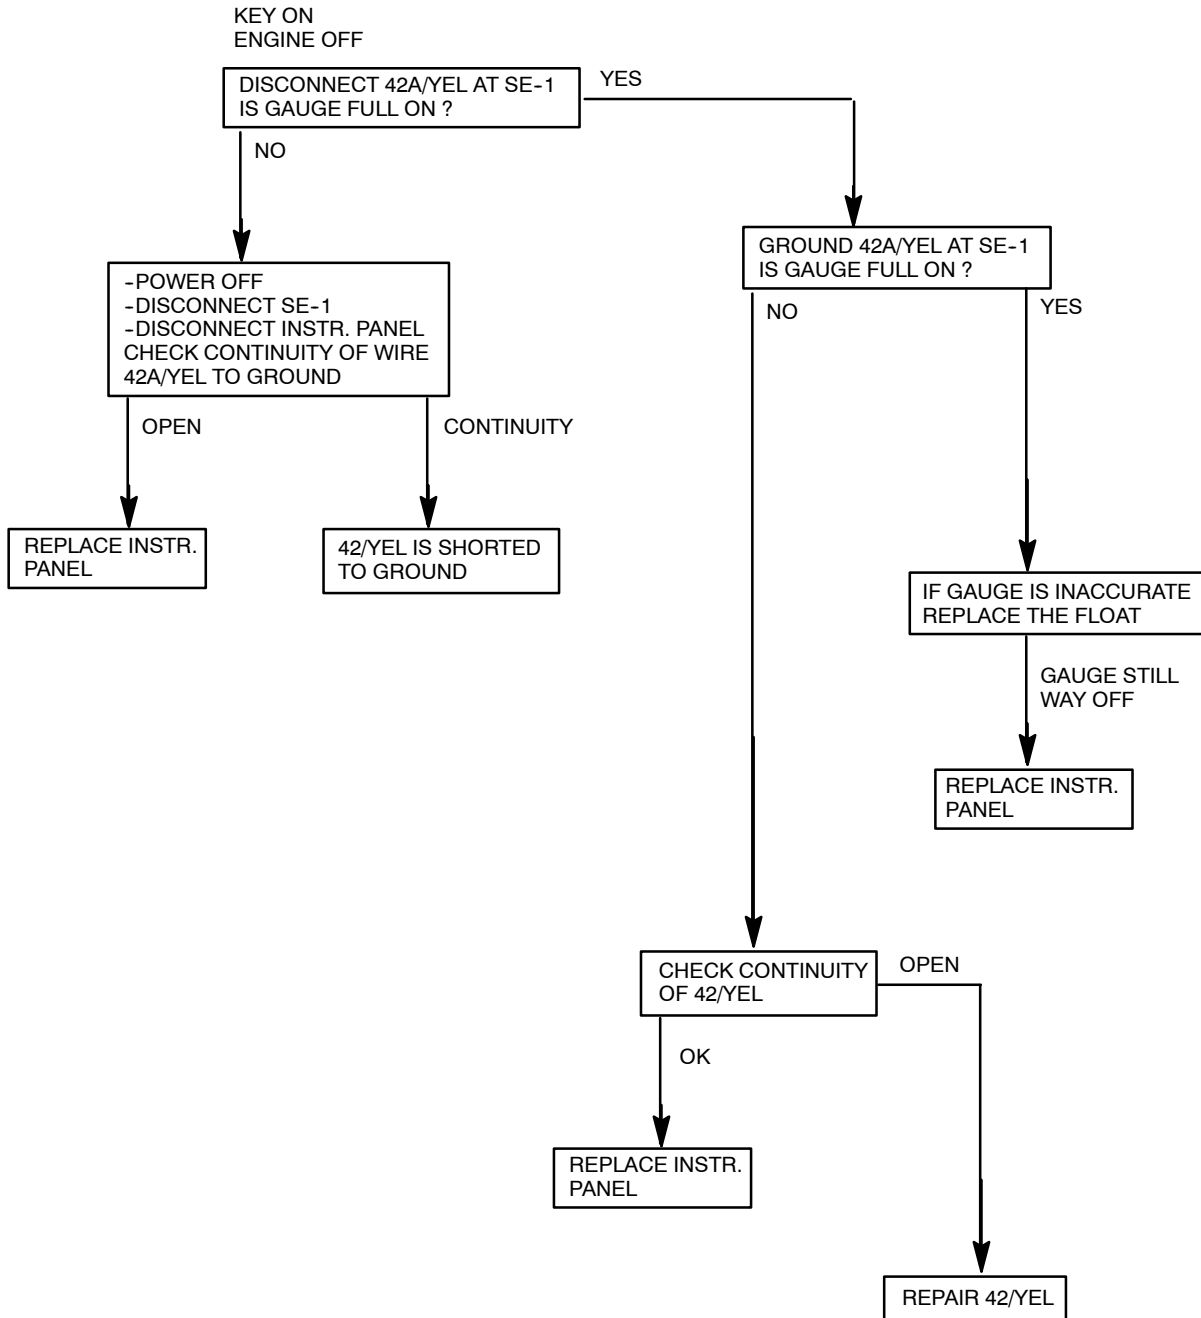 KEY ON
ENGINE OFF
DISCONNECT 42A/YEL AT SE-1
IS GAUGE FULL ON ?
YES
NO
GROUND 42A/YEL AT SE-1
IS GAUGE FULL ON ?
-POWER OFF
-DISCONNECT SE-1
-DISCONNECT INSTR. PANEL
CHECK CONTINUITY OF WIRE
42A/YEL TO GROUND
NO
YES
OPEN
CONTINUITY
REPLACE INSTR.
PANEL
42/YEL IS SHORTED
TO GROUND
IF GAUGE IS INACCURATE
REPLACE THE FLOAT
GAUGE STILL
WAY OFF
REPLACE INSTR.
PANEL
CHECK CONTINUITY
OF 42/YEL
OPEN
OK
REPLACE INSTR.
PANEL
REPAIR 42/YEL